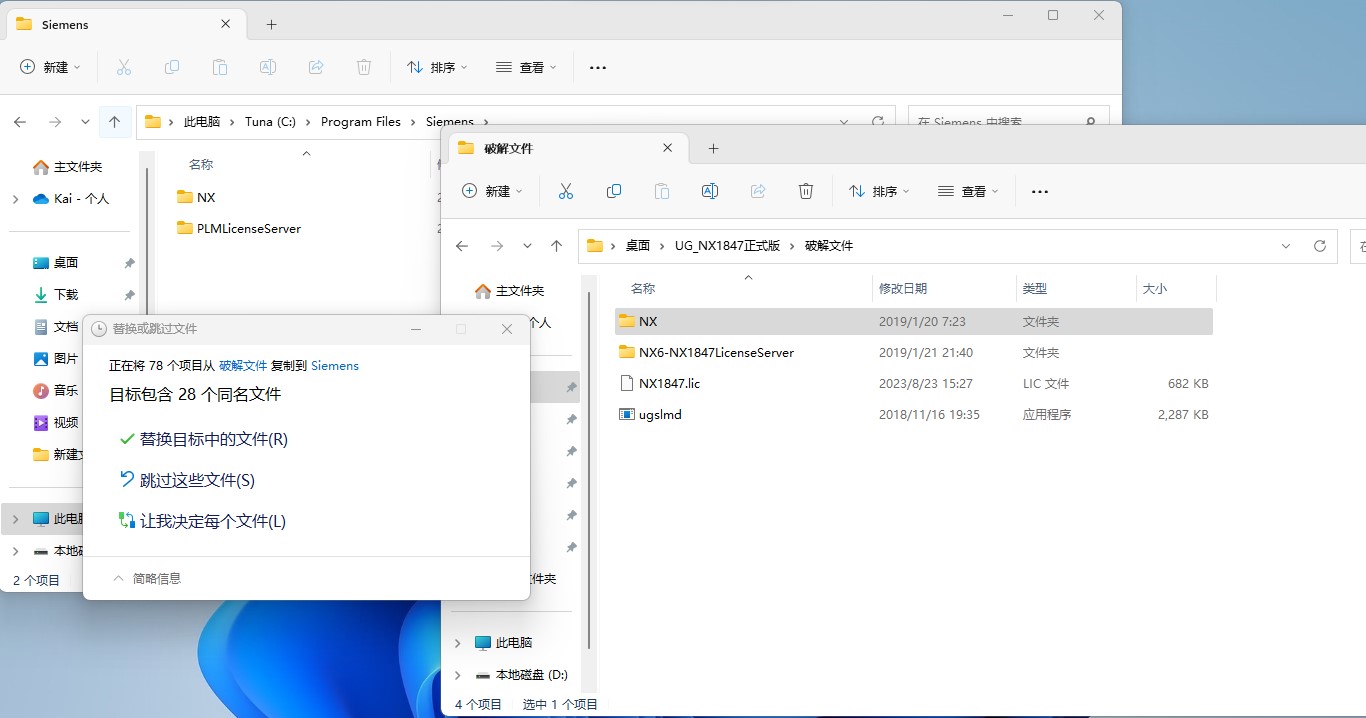 Siemens
新建
排序
查看
此电脑 Tuna (C:) Program Files Siemens
在 Siemens 中搜索
主文件夹
Kai - 个人
桌面
下载
文档
图片
音乐
视频
此电脑
2 个项目
名称
NX
PLMLicenseServer
替换或跳过文件
正在将 78 个项目从 破解文件 复制到 Siemens
目标包含 28 个同名文件
替换目标中的文件(R)
跳过这些文件(S)
让我决定每个文件(L)
简略信息
破解文件
新建
排序
查看
桌面 UG_NX1847正式版 破解文件
在
主文件夹
个人
件夹
此电脑
本地磁盘 (D:)
4 个项目 选中 1 个项目
名称 修改日期 类型 大小
NX 2019/1/20 7:23 文件夹
NX6-NX1847LicenseServer 2019/1/21 21:40 文件夹
NX1847.lic 2023/8/23 15:27 LIC 文件 682 KB
ugslmd 2018/11/16 19:35 应用程序 2,287 KB